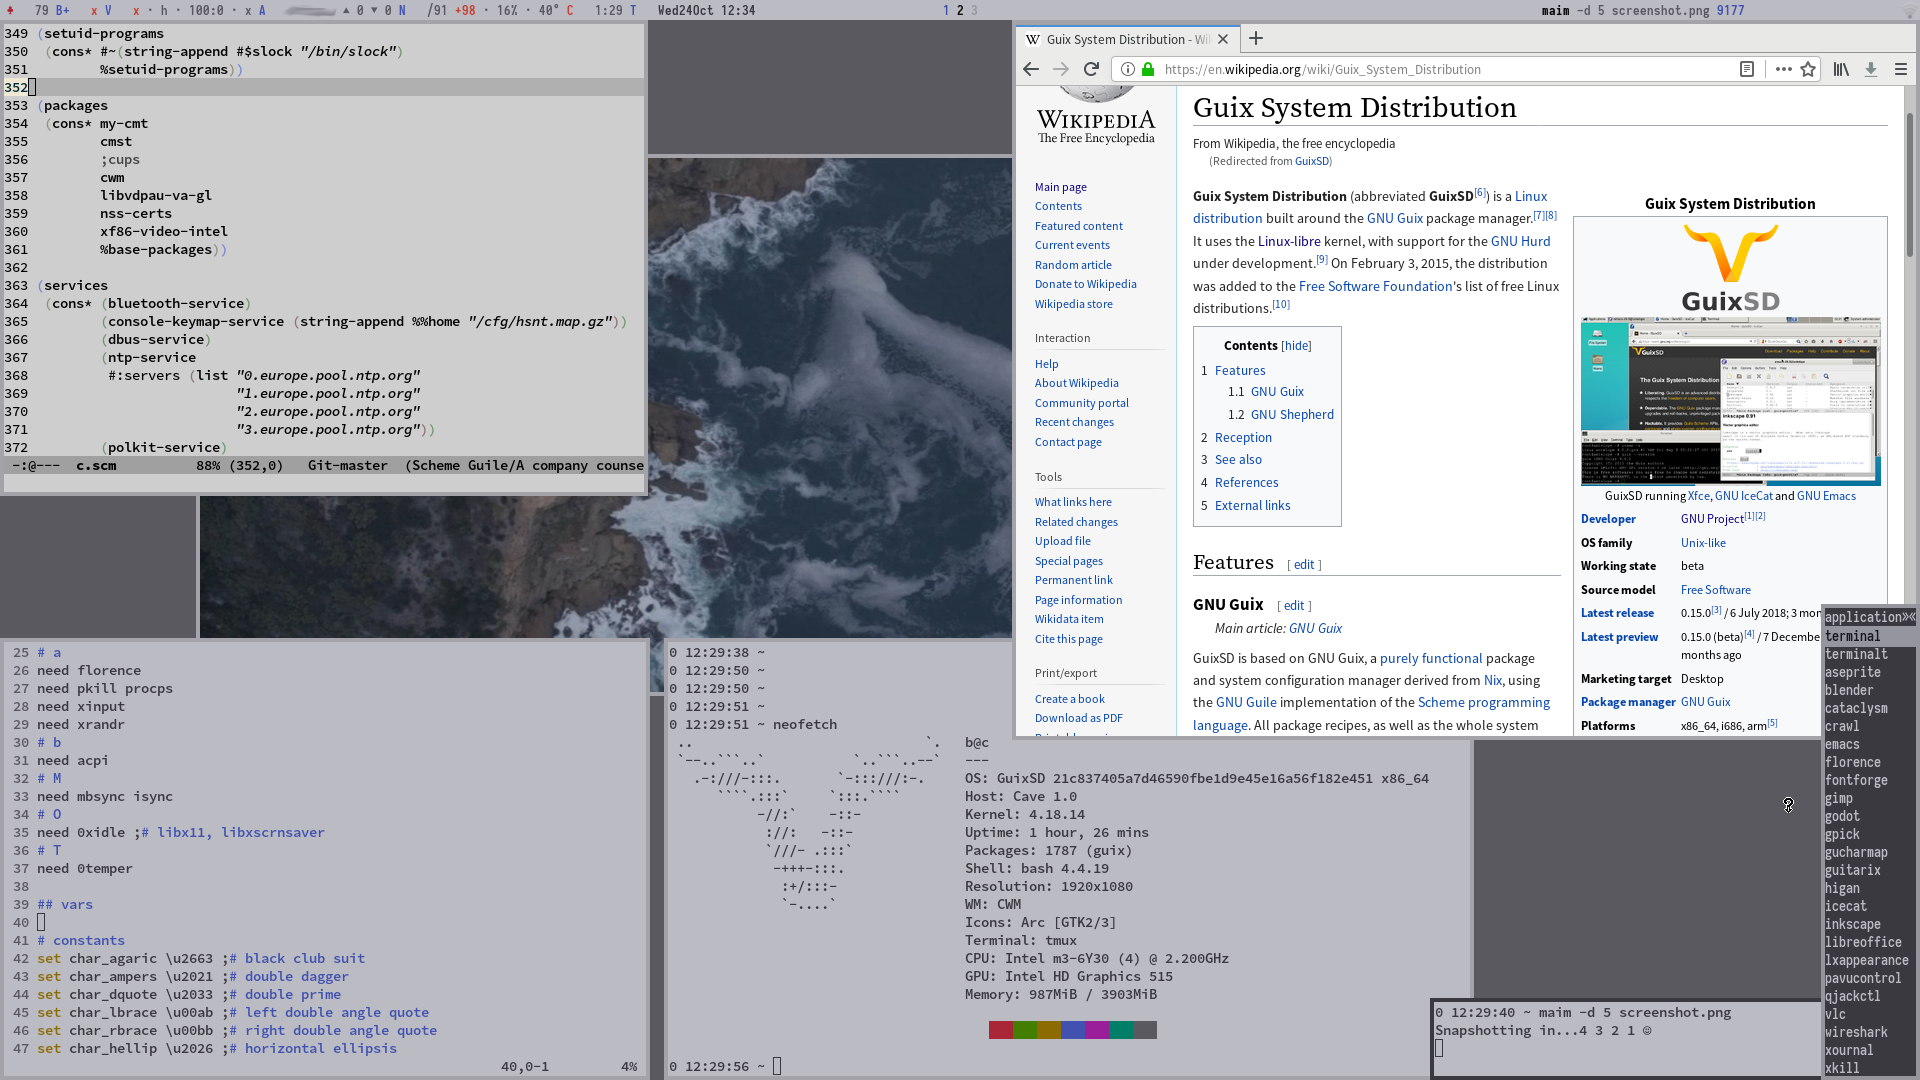 ♠ 79 B+ x V x · h · 100:0 · x A ▲ 0 ▼ 0 N /91 +98 · 16% · 40° C 1:29 T Wed24Oct 12:34 1 2 3 maim -d 5 screenshot.png 9177
349 (setuid-programs
350 (cons* #~(string-append #$slock "/bin/slock")
351 %setuid-programs))
352
353 (packages
354 (cons* my-cmt
355 cmst
356 ;cups
357 cwm
358 libvdpau-va-gl
359 nss-certs
360 xf86-video-intel
361 %base-packages))
362
363 (services
364 (cons* (bluetooth-service)
365 (console-keymap-service (string-append %%home "/cfg/hsnt.map.gz"))
366 (dbus-service)
367 (ntp-service
368 #:servers (list "0.europe.pool.ntp.org"
369 "1.europe.pool.ntp.org"
370 "2.europe.pool.ntp.org"
371 "3.europe.pool.ntp.org"))
372 (polkit-service)
-:@--- c.scm 88% (352,0) Git-master (Scheme Guile/A company counse
Guix System Distribution - Wi
https://en.wikipedia.org/wiki/Guix_System_Distribution
WIKIPEDIA
The Free Encyclopedia
Main page
Contents
Featured content
Current events
Random article
Donate to Wikipedia
Wikipedia store
Interaction
Help
About Wikipedia
Community portal
Recent changes
Contact page
Tools
What links here
Related changes
Upload file
Special pages
Permanent link
Page information
Wikidata item
Cite this page
Print/export
Create a book
Download as PDF
Guix System Distribution
From Wikipedia, the free encyclopedia
(Redirected from GuixSD)
Guix System Distribution (abbreviated GuixSD[6]) is a Linux
distribution built around the GNU Guix package manager.[7][8]
It uses the Linux-libre kernel, with support for the GNU Hurd
under development.[9] On February 3, 2015, the distribution
was added to the Free Software Foundation's list of free Linux
distributions.[10]
Contents [hide]
1 Features
1.1 GNU Guix
1.2 GNU Shepherd
2 Reception
3 See also
4 References
5 External links
Features [ edit ]
GNU Guix [ edit ]
Main article: GNU Guix
GuixSD is based on GNU Guix, a purely functional package
and system configuration manager derived from Nix, using
the GNU Guile implementation of the Scheme programming
language. All package recipes, as well as the whole system
Guix System Distribution
GuixSD
GuixSD running Xfce, GNU IceCat and GNU Emacs
Developer GNU Project[1][2]
OS family Unix-like
Working state beta
Source model Free Software
Latest release 0.15.0[3] / 6 July 2018; 3 mon
Latest preview 0.15.0 (beta)[4] / 7 Decembe
months ago
Marketing target Desktop
Package manager GNU Guix
Platforms x86_64, i686, arm[5]
25 # a
26 need florence
27 need pkill procps
28 need xinput
29 need xrandr
30 # b
31 need acpi
32 # M
33 need mbsync isync
34 # O
35 need 0xidle ;# libx11, libxscrnsaver
36 # T
37 need 0temper
38
39 ## vars
40
41 # constants
42 set char_agaric \u2663 ;# black club suit
43 set char_ampers \u2021 ;# double dagger
44 set char_dquote \u2033 ;# double prime
45 set char_lbrace \u00ab ;# left double angle quote
46 set char_rbrace \u00bb ;# right double angle quote
47 set char_hellip \u2026 ;# horizontal ellipsis
40,0-1 4%
0 12:29:38 ~
0 12:29:50 ~
0 12:29:50 ~
0 12:29:51 ~
0 12:29:51 ~ neofetch
b@c
---
OS: GuixSD 21c837405a7d46590fbe1d9e45e16a56f182e451 x86_64
Host: Cave 1.0
Kernel: 4.18.14
Uptime: 1 hour, 26 mins
Packages: 1787 (guix)
Shell: bash 4.4.19
Resolution: 1920x1080
WM: CWM
Icons: Arc [GTK2/3]
Terminal: tmux
CPU: Intel m3-6Y30 (4) @ 2.200GHz
GPU: Intel HD Graphics 515
Memory: 987MiB / 3903MiB
0 12:29:56 ~
0 12:29:40 ~ maim -d 5 screenshot.png
Snapshotting in...4 3 2 1 ☺
application»«
terminal
terminalt
aseprite
blender
cataclysm
crawl
emacs
florence
fontforge
gimp
godot
gpick
gucharmap
guitarix
higan
icecat
inkscape
libreoffice
lxappearance
pavucontrol
qjackctl
vlc
wireshark
xournal
xkill